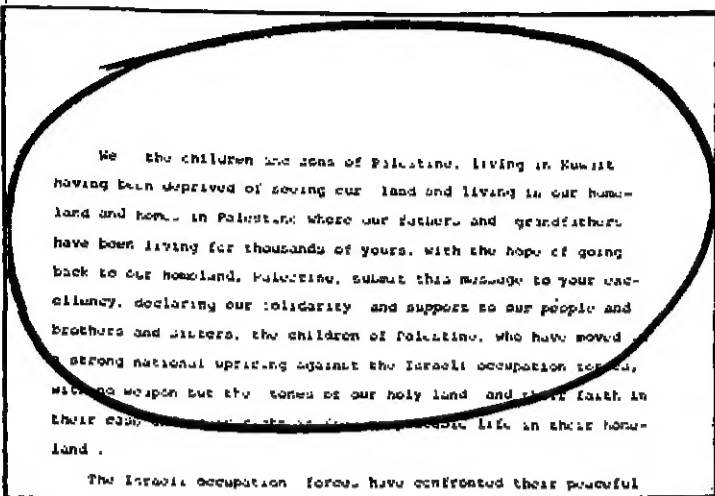 We the children and sons of Palestine, living in Kuwait
having been deprived of seeing our land and living in our home-
land and homes in Palestine where our fathers and grandfathers
have been living for thousands of years, with the hope of going
back to our homeland, Palestine, submit this message to your exc-
ellency, declaring our solidarity and support to our people and
brothers and sisters, the children of Palestine, who have moved
a strong national uprising against the Israeli occupation forces,
with no weapon but the stones of our holy land and their faith in
their life in their home-
land .
The Israeli occupation forces have confronted their peaceful